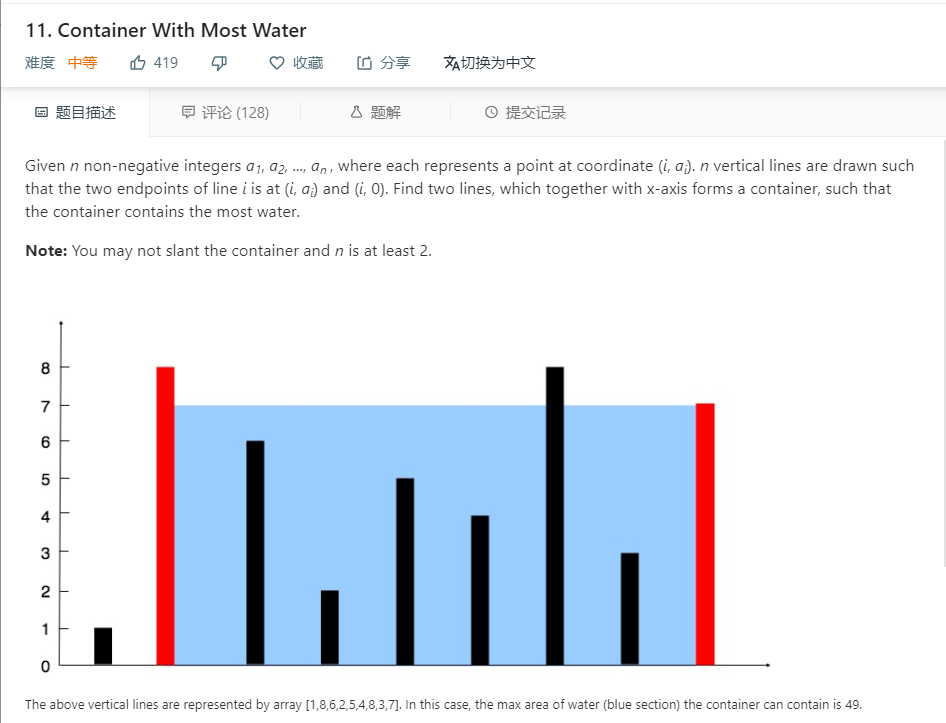 11. Container With Most Water
难度 中等 419 收藏 分享 切换为中文
题目描述 评论 (128) 题解 提交记录
Given n non-negative integers a1, a2, ..., an , where each represents a point at coordinate (i, ai). n vertical lines are drawn such
that the two endpoints of line i is at (i, ai) and (i, 0). Find two lines, which together with x-axis forms a container, such that
the container contains the most water.
Note: You may not slant the container and n is at least 2.
8
7
6
5
4
3
2
1
0
The above vertical lines are represented by array [1,8,6,2,5,4,8,3,7]. In this case, the max area of water (blue section) the container can contain is 49.